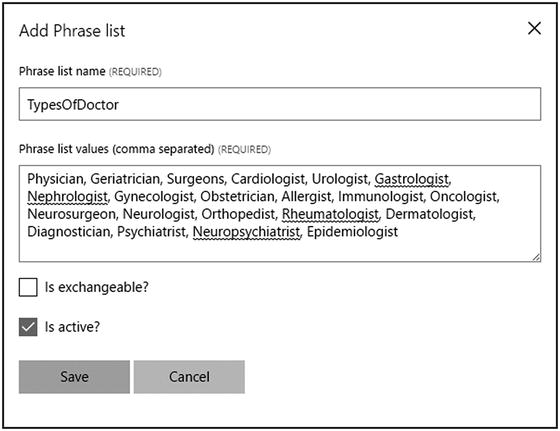 Add Phrase list
Phrase list name (REQUIRED)
TypesOfDoctor
Phrase list values (comma separated) (REQUIRED)
Physician, Geriatrician, Surgeons, Cardiologist, Urologist, Gastrologist,
Nephrologist, Gynecologist, Obstetrician, Allergist, Immunologist, Oncologist,
Neurosurgeon, Neurologist, Orthopedist, Rheumatologist, Dermatologist,
Diagnostician, Psychiatrist, Neuropsychiatrist, Epidemiologist
Is exchangeable?
Is active?
Save Cancel